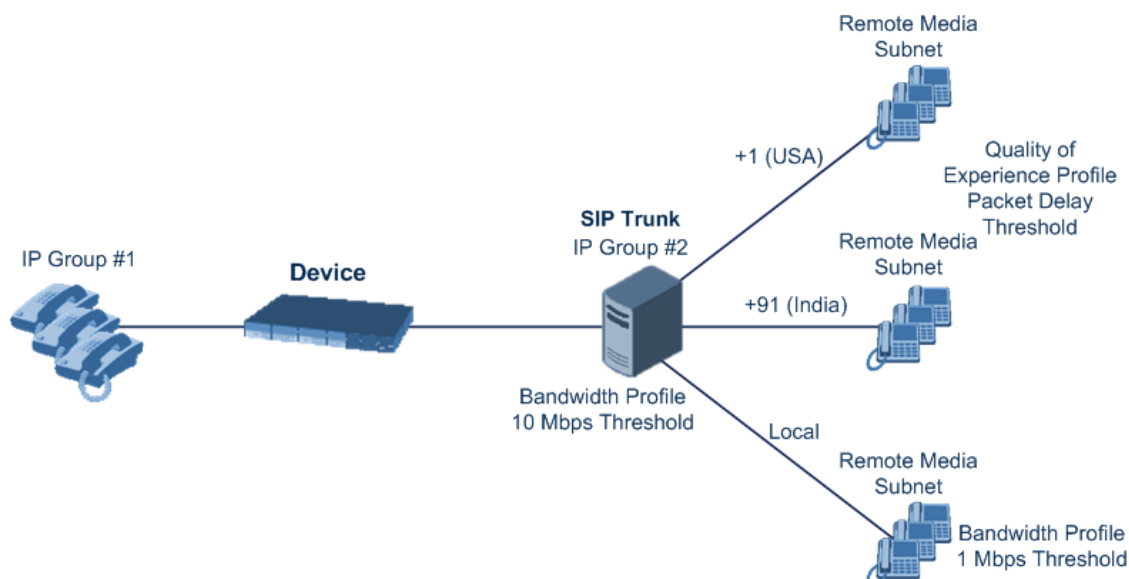 Remote Media
Subnet
+1 (USA)
Quality of
Experience Profile
Packet Delay
Threshold
SIP Trunk
IP Group #2
IP Group #1
Device
Remote Media
Subnet
+91 (India)
Bandwidth Profile
10 Mbps Threshold
Local
Remote Media
Subnet
Bandwidth Profile
1 Mbps Threshold